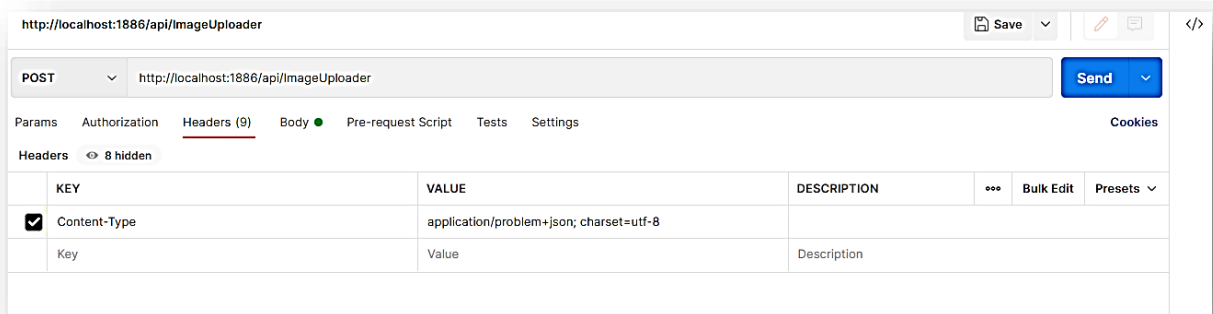 http://localhost:1886/api/ImageUploader Save </>
POST http://localhost:1886/api/ImageUploader Send
Params Authorization Headers (9) Body Pre-request Script Tests Settings Cookies
Headers 8 hidden
KEY VALUE DESCRIPTION Bulk Edit Presets
Content-Type application/problem+json; charset=utf-8
Key Value Description